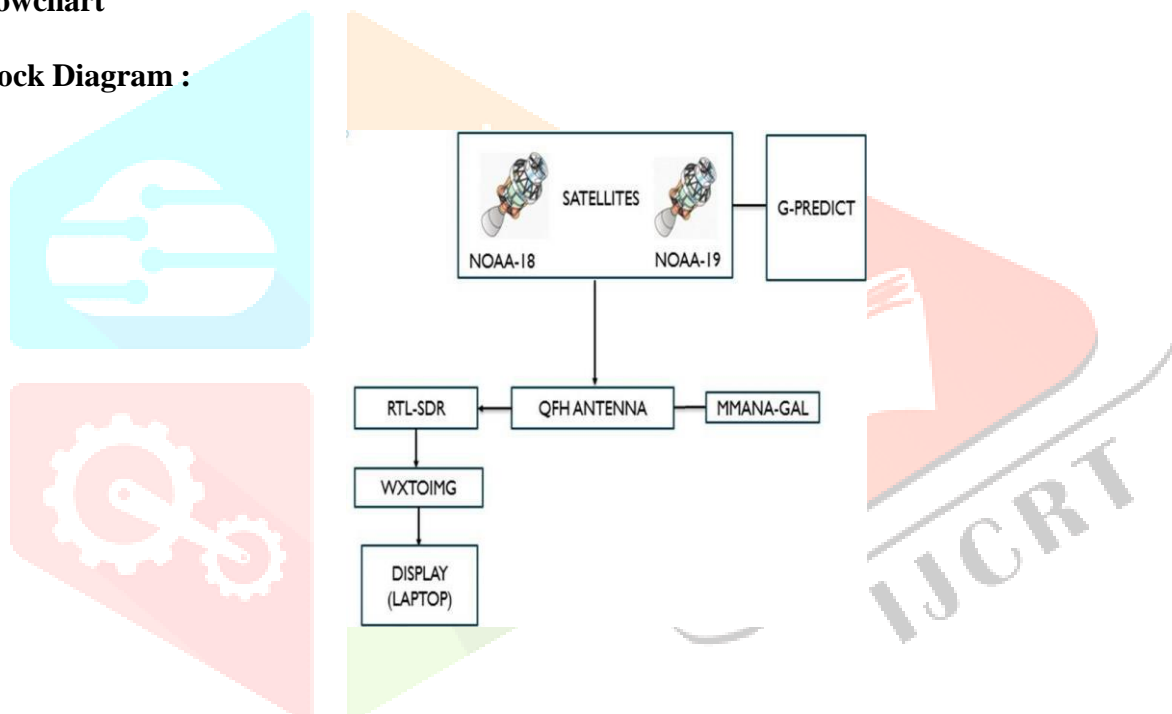 owchart
ock Diagram :
SATELLITES
NOAA-18
NOAA-19
G-PREDICT
RTL-SDR
QFH ANTENNA
MMANA-GAL
WXTOIMG
DISPLAY
(LAPTOP)
IJCRT